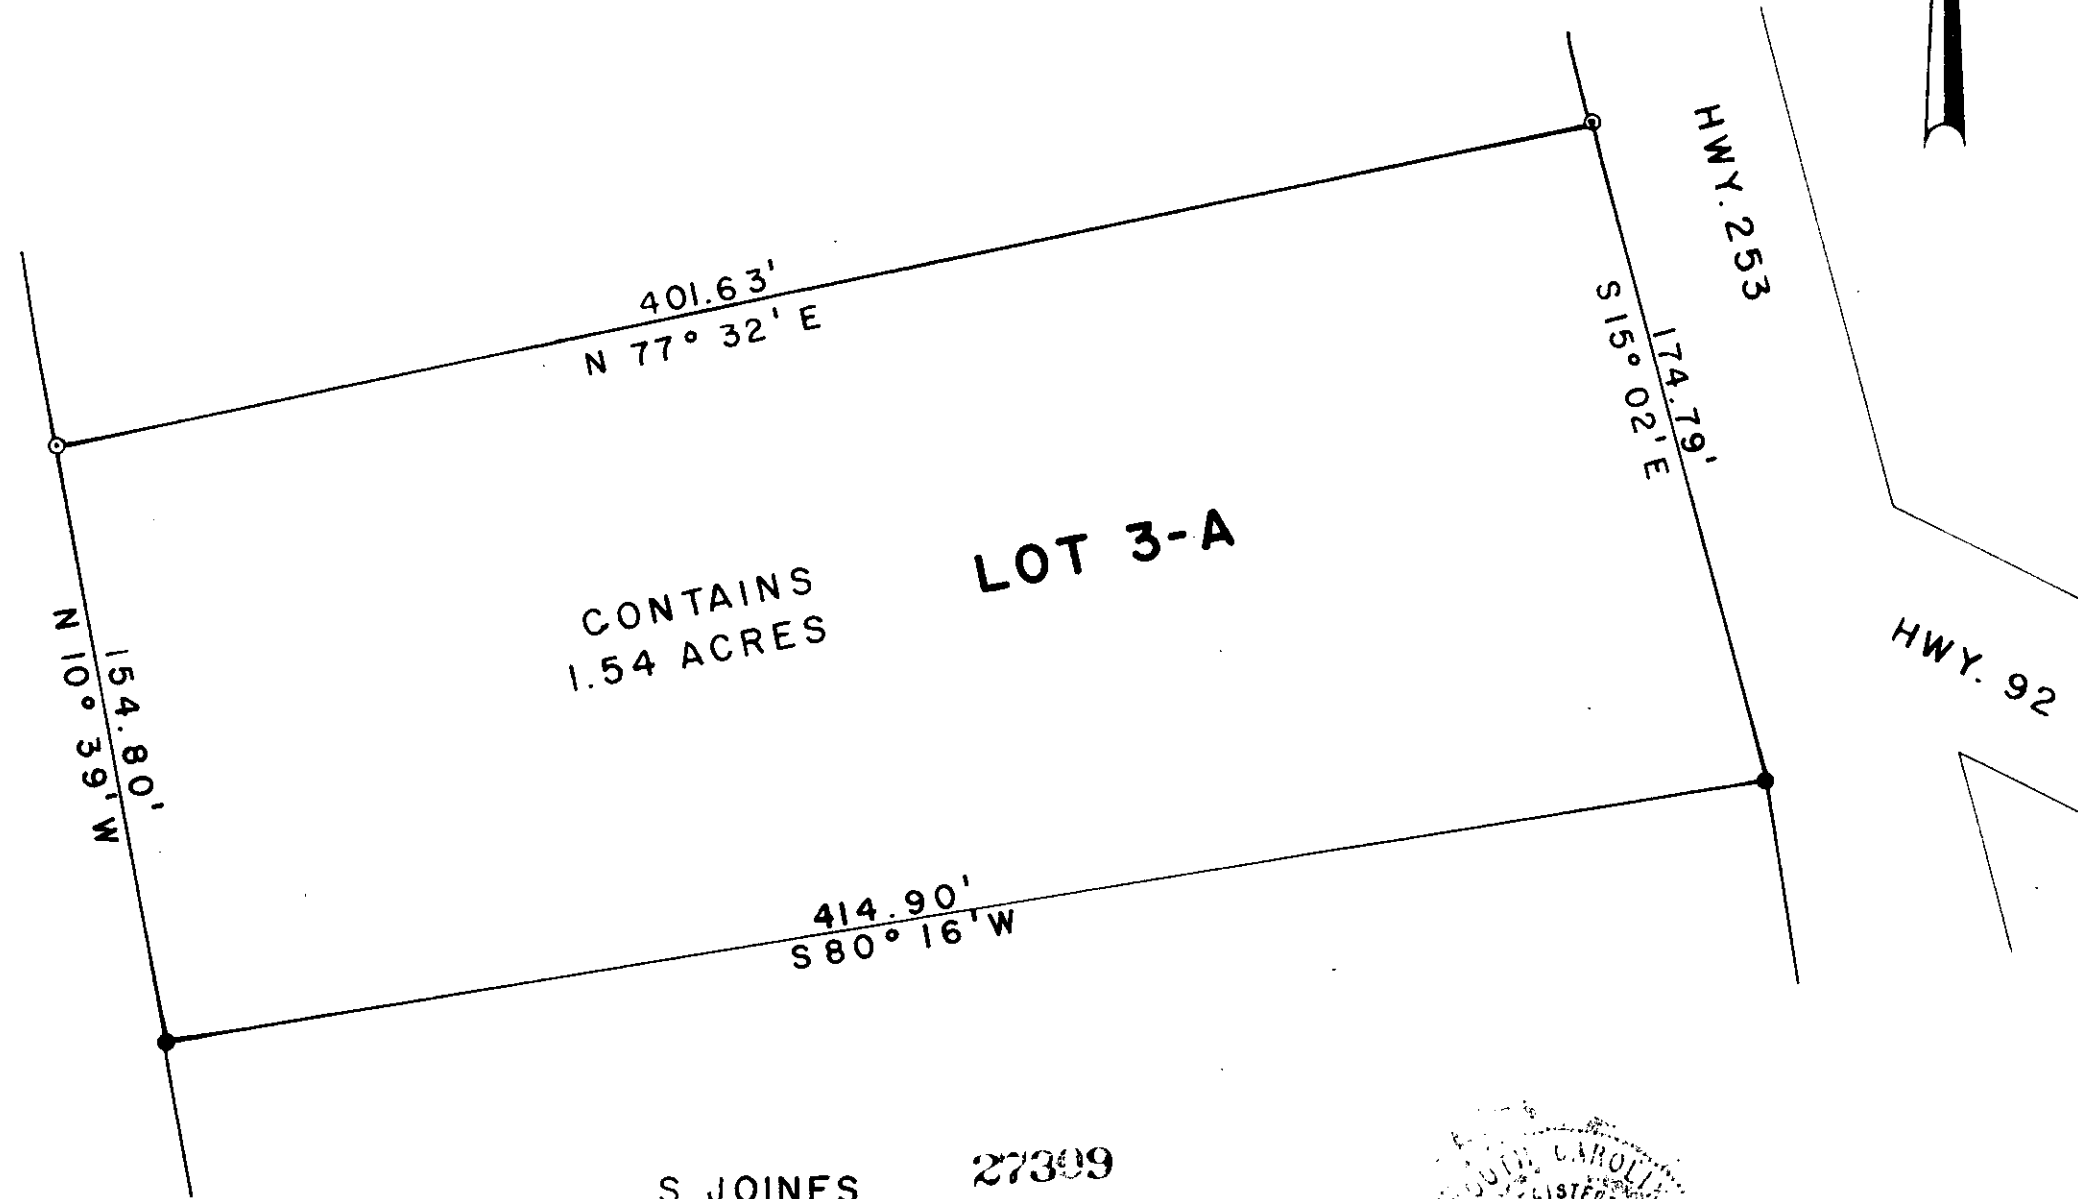 HWY. 253
401.63'
N 77° 32' E
S 15° 02' E
174.79'
LOT 3-A
CONTAINS
1.54 ACRES
HWY. 92
N 10° 39' W
154.80'
414.90'
S 80° 16' W
S JOINES
27309